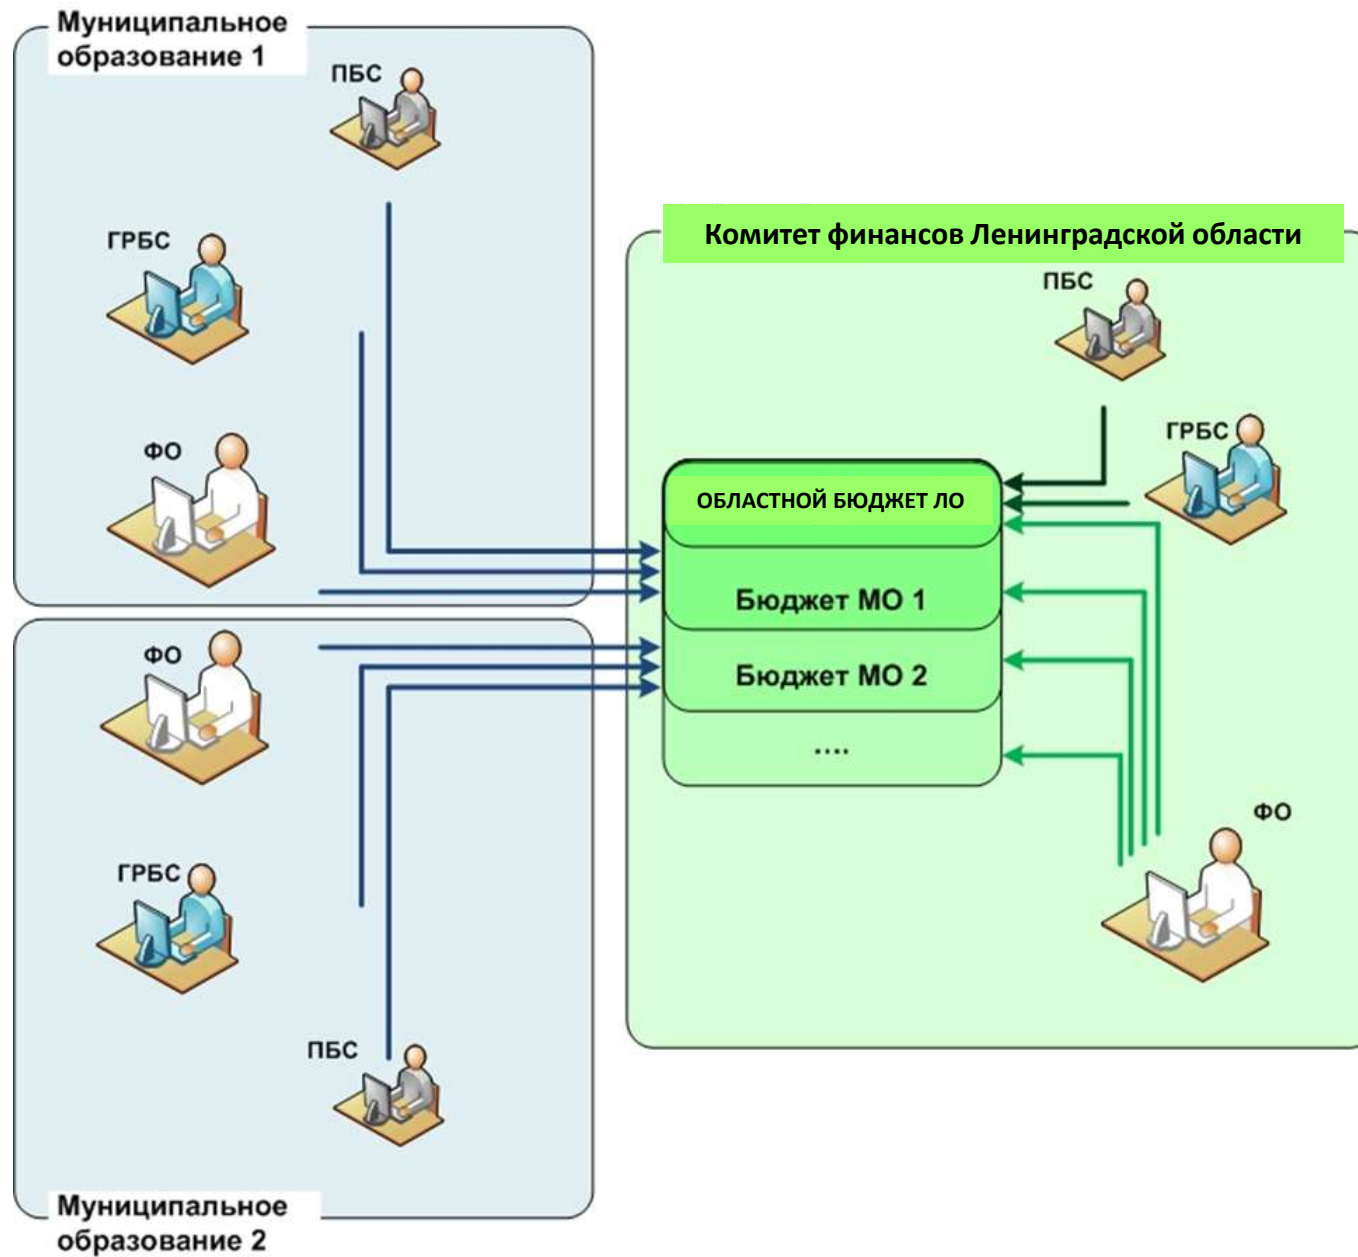 Муниципальное
образование 1
ПБС
ГРБС
ФО
ФО
ГРБС
ПБС
Муниципальное
образование 2
Комитет финансов Ленинградской области
ПБС
ГРБС
ОБЛАСТНОЙ БЮДЖЕТ ЛО
Бюджет МО 1
Бюджет МО 2
....
ФО